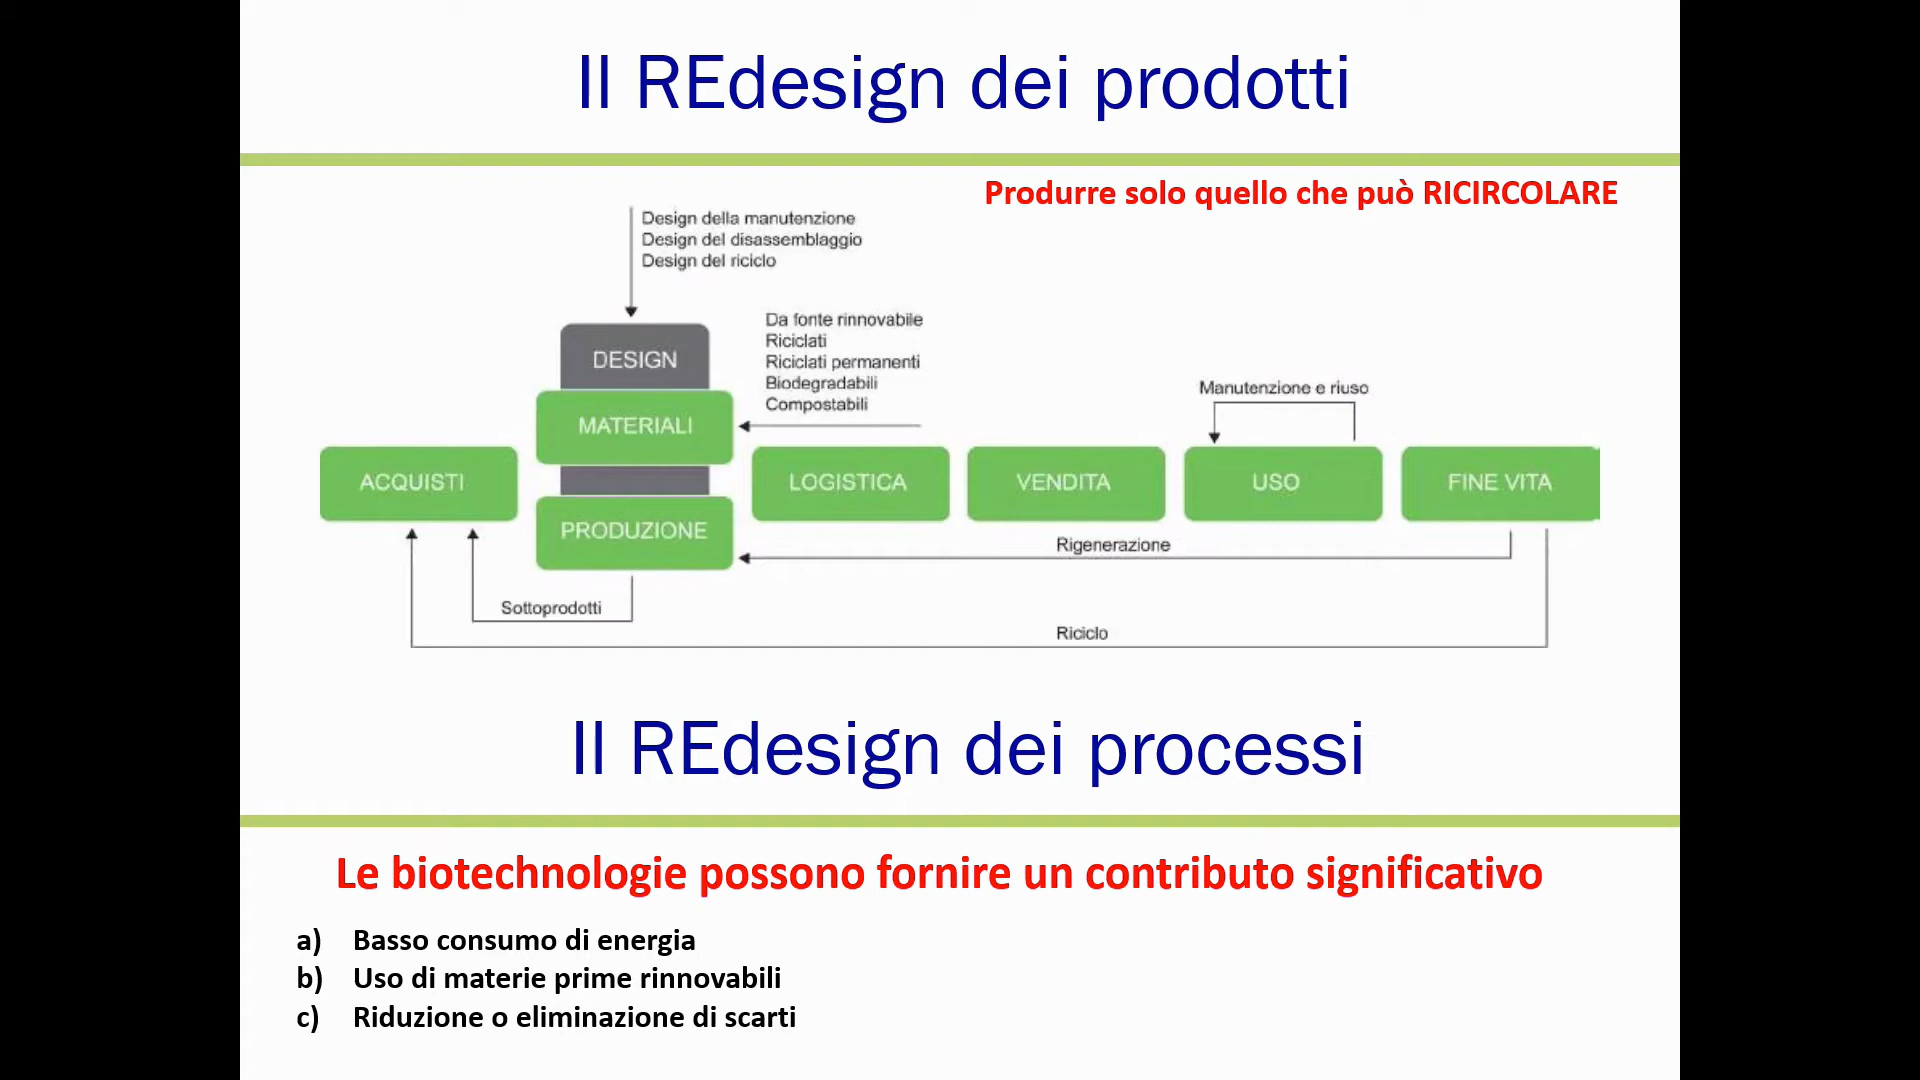 Il REdesign dei prodotti
Produrre solo quello che può RICIRCOLARE
Design della manutenzione
Design del disassemblaggio
Design del riciclo
Da fonte rinnovabile
Riciclati
Riciclati permanenti
Biodegradabili
Compostabili
DESIGN
MATERIALI
Manutenzione e riuso
ACQUISTI
LOGISTICA
VENDITA
USO
FINE VITA
PRODUZIONE
Rigenerazione
Sottoprodotti
Riciclo
Il REdesign dei processi
Le biotechnologie possono fornire un contributo significativo
a) Basso consumo di energia
b) Uso di materie prime rinnovabili
c) Riduzione o eliminazione di scarti